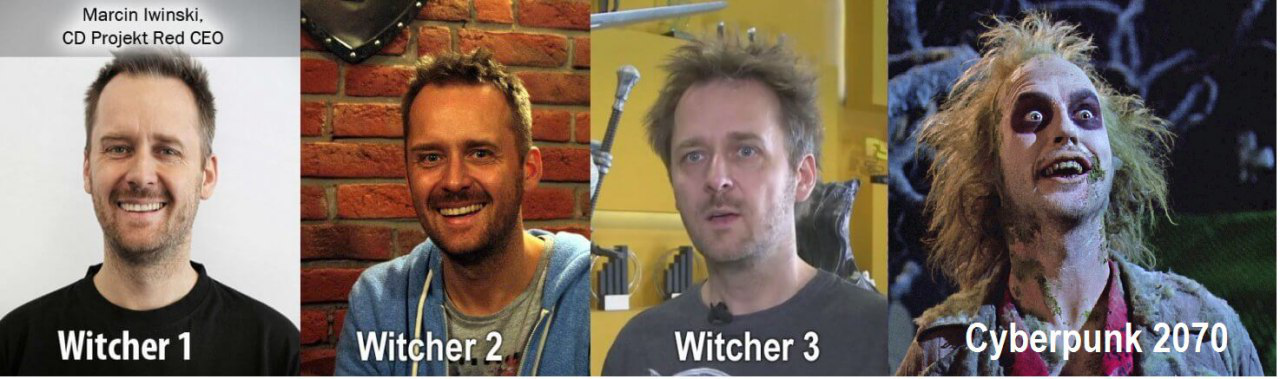 Marcin Iwinski,
CD Projekt Red CEO
Witcher 1
Witcher 2
Witcher 3
Cyberpunk 2070